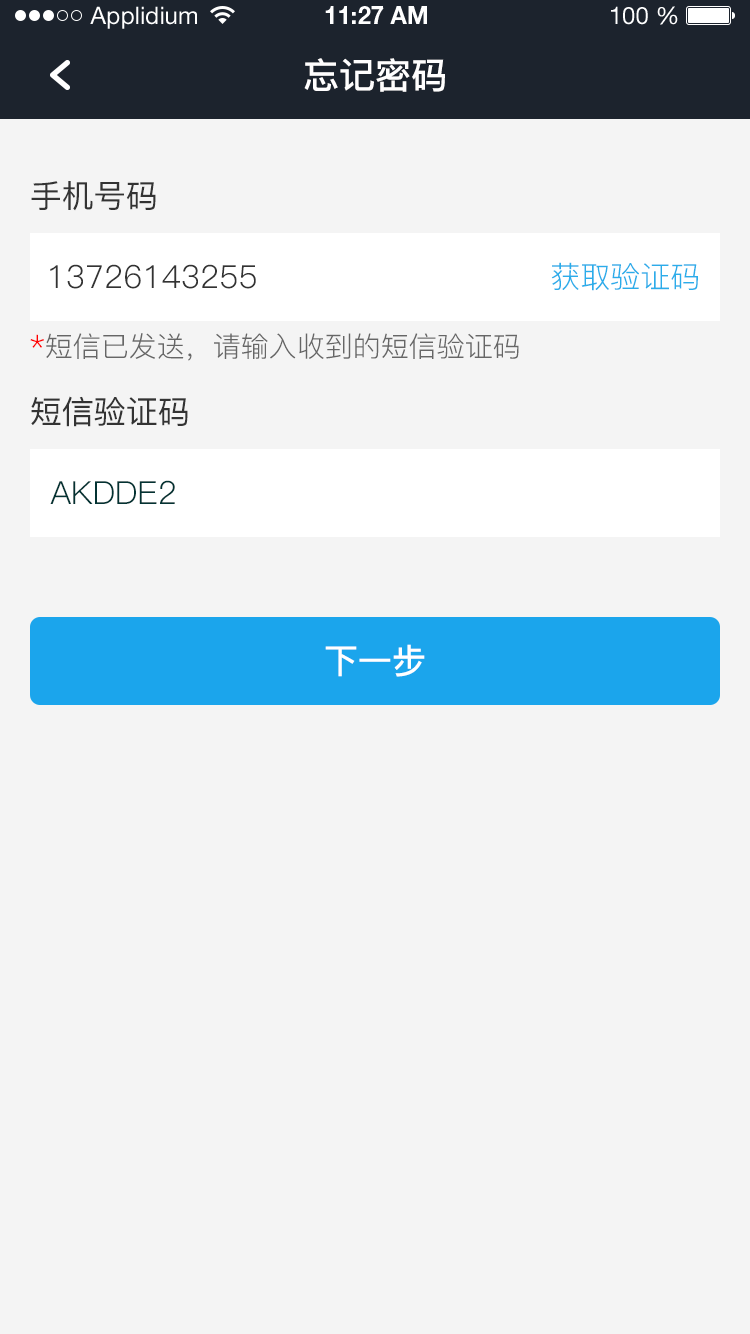 Applidium 11:27 AM 100 %
忘记密码
手机号码
13726143255 获取验证码
*短信已发送，请输入收到的短信验证码
短信验证码
AKDDE2
下一步